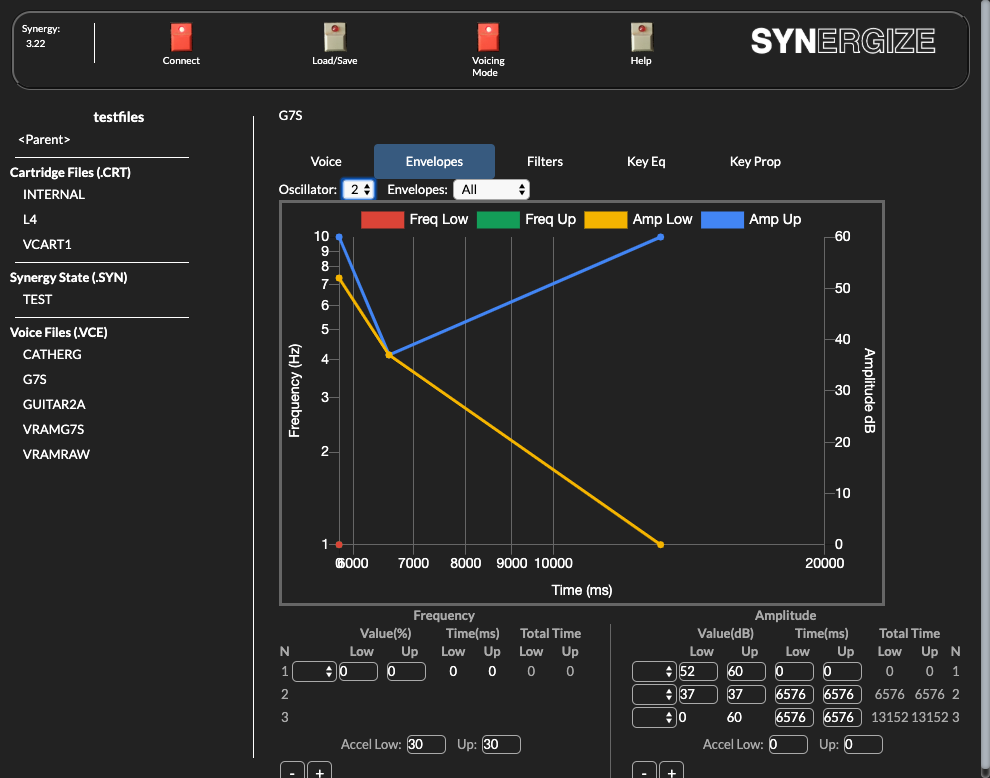 Synergy:
3.22
Connect
Load/Save
Voicing
Mode
Help
SYNERGIZE
testfiles
<Parent>
Cartridge Files (.CRT)
INTERNAL
L4
VCART1
Synergy State (.SYN)
TEST
Voice Files (.VCE)
CATHERG
G7S
GUITAR2A
VRAMG7S
VRAMRAW
G7S
Voice Envelopes Filters Key Eq Key Prop
Oscillator: 2 Envelopes: All
Freq Low Freq Up Amp Low Amp Up
10
9
8
7
6
5
4
3
2
1
Frequency (Hz)
60
50
40
30
20
10
0
Amplitude dB
0 6000 7000 8000 9000 10000 20000
Time (ms)
Frequency
Value(%) Time(ms) Total Time
N Low Up Low Up Low Up
1 0 0 0 0 0 0
2
3
Accel Low: 30 Up: 30
- +
Amplitude
Value(dB) Time(ms) Total Time
Low Up Low Up Low Up N
52 60 0 0 0 0 1
37 37 6576 6576 6576 6576 2
0 60 6576 6576 13152 13152 3
Accel Low: 0 Up: 0
- +